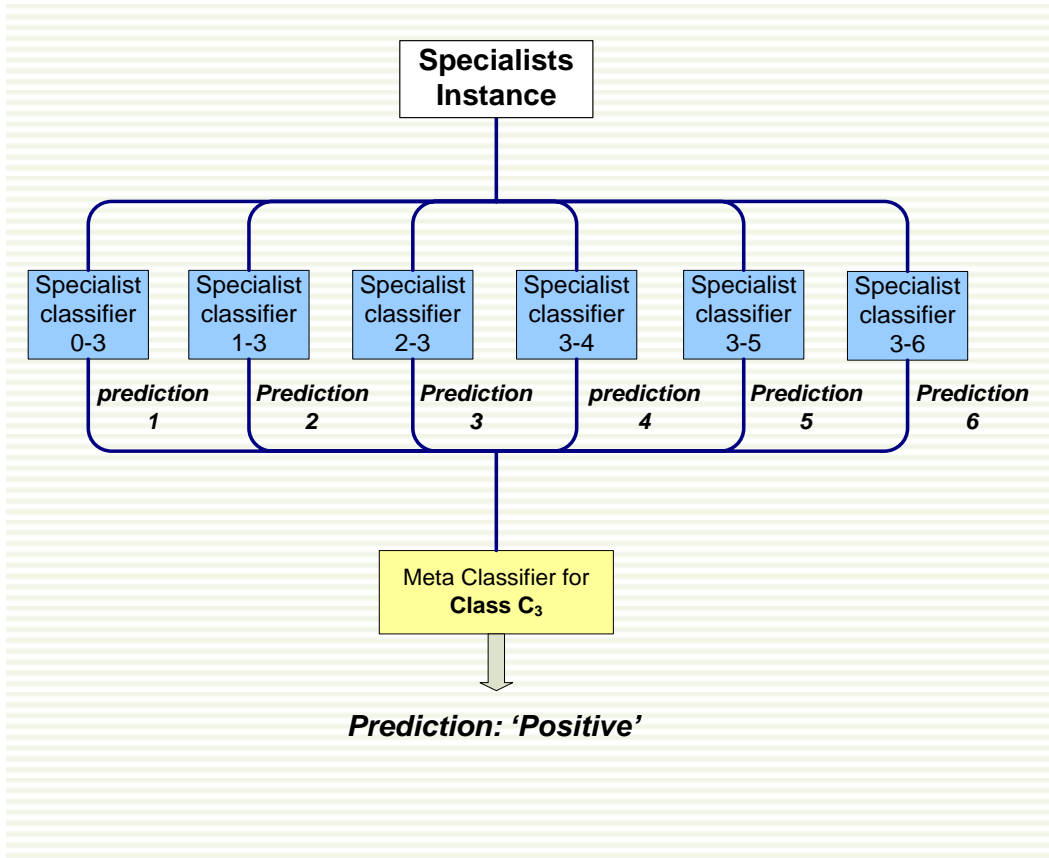 Specialists
Instance
Specialist
classifier
0-3
Specialist
classifier
1-3
Specialist
classifier
2-3
Specialist
classifier
3-4
Specialist
classifier
3-5
Specialist
classifier
3-6
prediction
1
Prediction
2
Prediction
3
prediction
4
Prediction
5
Prediction
6
Meta Classifier for
Class C₃
Prediction: ‘Positive’